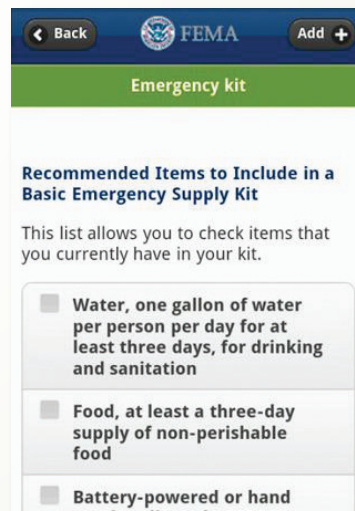 Back FEMA Add
Emergency kit
Recommended Items to Include in a
Basic Emergency Supply Kit
This list allows you to check items that
you currently have in your kit.
Water, one gallon of water
per person per day for at
least three days, for drinking
and sanitation
Food, at least a three-day
supply of non-perishable
food
Battery-powered or hand